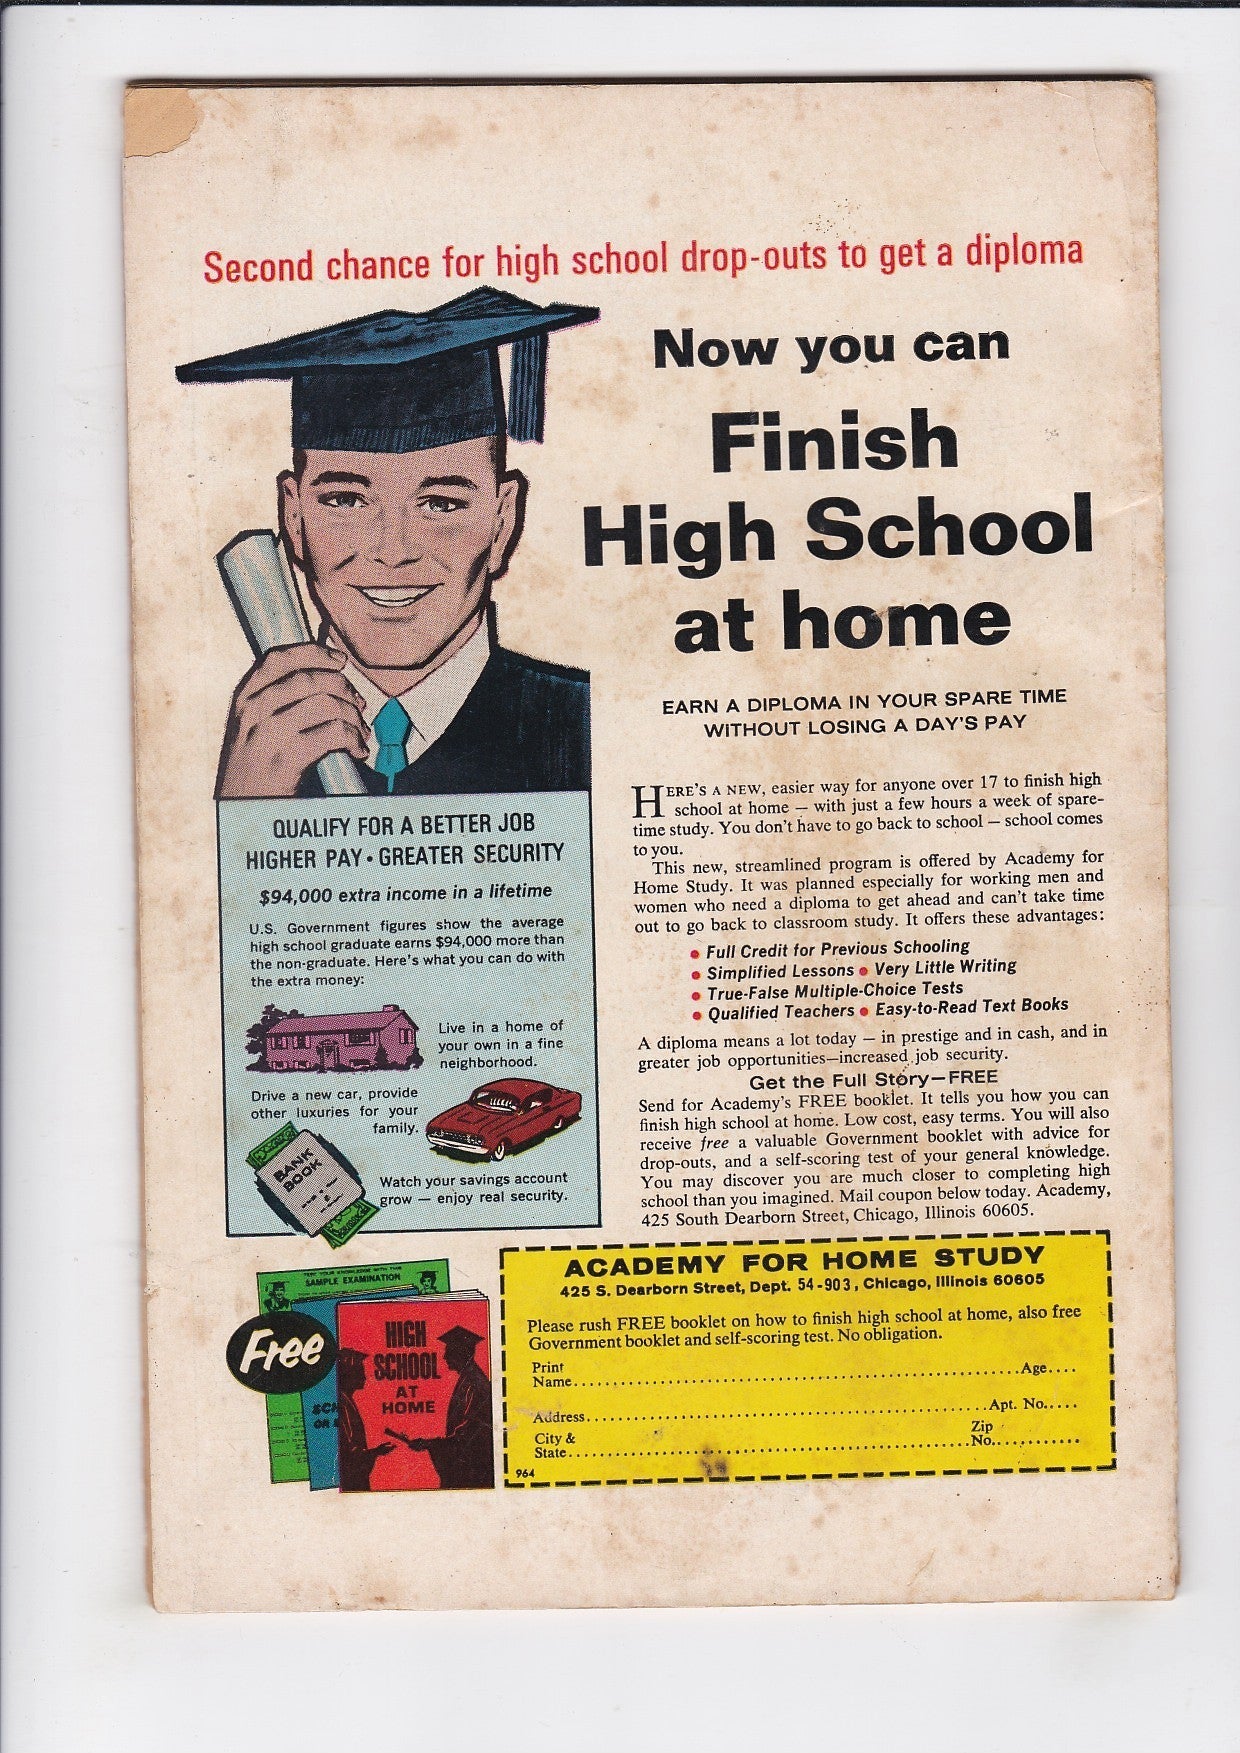 Second chance for high school drop-outs to get a diploma
Now you can
Finish
High School
at home
EARN A DIPLOMA IN YOUR SPARE TIME
WITHOUT LOSING A DAY'S PAY
HERE'S A NEW, easier way for anyone over 17 to finish high
school at home — with just a few hours a week of spare-
time study. You don't have to go back to school — school comes
to you.
This new, streamlined program is offered by Academy for
Home Study. It was planned especially for working men and
women who need a diploma to get ahead and can't take time
out to go back to classroom study. It offers these advantages:
• Full Credit for Previous Schooling
• Simplified Lessons • Very Little Writing
• True-False Multiple-Choice Tests
• Qualified Teachers • Easy-to-Read Text Books
A diploma means a lot today — in prestige and in cash, and in
greater job opportunities—increased job security.
Get the Full Story—FREE
Send for Academy's FREE booklet. It tells you how you can
finish high school at home. Low cost, easy terms. You will also
receive free a valuable Government booklet with advice for
drop-outs, and a self-scoring test of your general knowledge.
You may discover you are much closer to completing high
school than you imagined. Mail coupon below today. Academy,
425 South Dearborn Street, Chicago, Illinois 60605.
QUALIFY FOR A BETTER JOB
HIGHER PAY • GREATER SECURITY
$94,000 extra income in a lifetime
U.S. Government figures show the average
high school graduate earns $94,000 more than
the non-graduate. Here's what you can do with
the extra money:
Live in a home of
your own in a fine
neighborhood.
Drive a new car, provide
other luxuries for your
family.
BANK
BOOK
Watch your savings account
grow — enjoy real security.
TEST YOUR KNOWLEDGE WITH THIS
SAMPLE EXAMINATION
Free
HIGH
SCHOOL
AT
HOME
ACADEMY FOR HOME STUDY
425 S. Dearborn Street, Dept. 54-903, Chicago, Illinois 60605
Please rush FREE booklet on how to finish high school at home, also free
Government booklet and self-scoring test. No obligation.
Print
Name..........Age....
Address..........Apt. No.....
City &
State..........Zip No...........
964